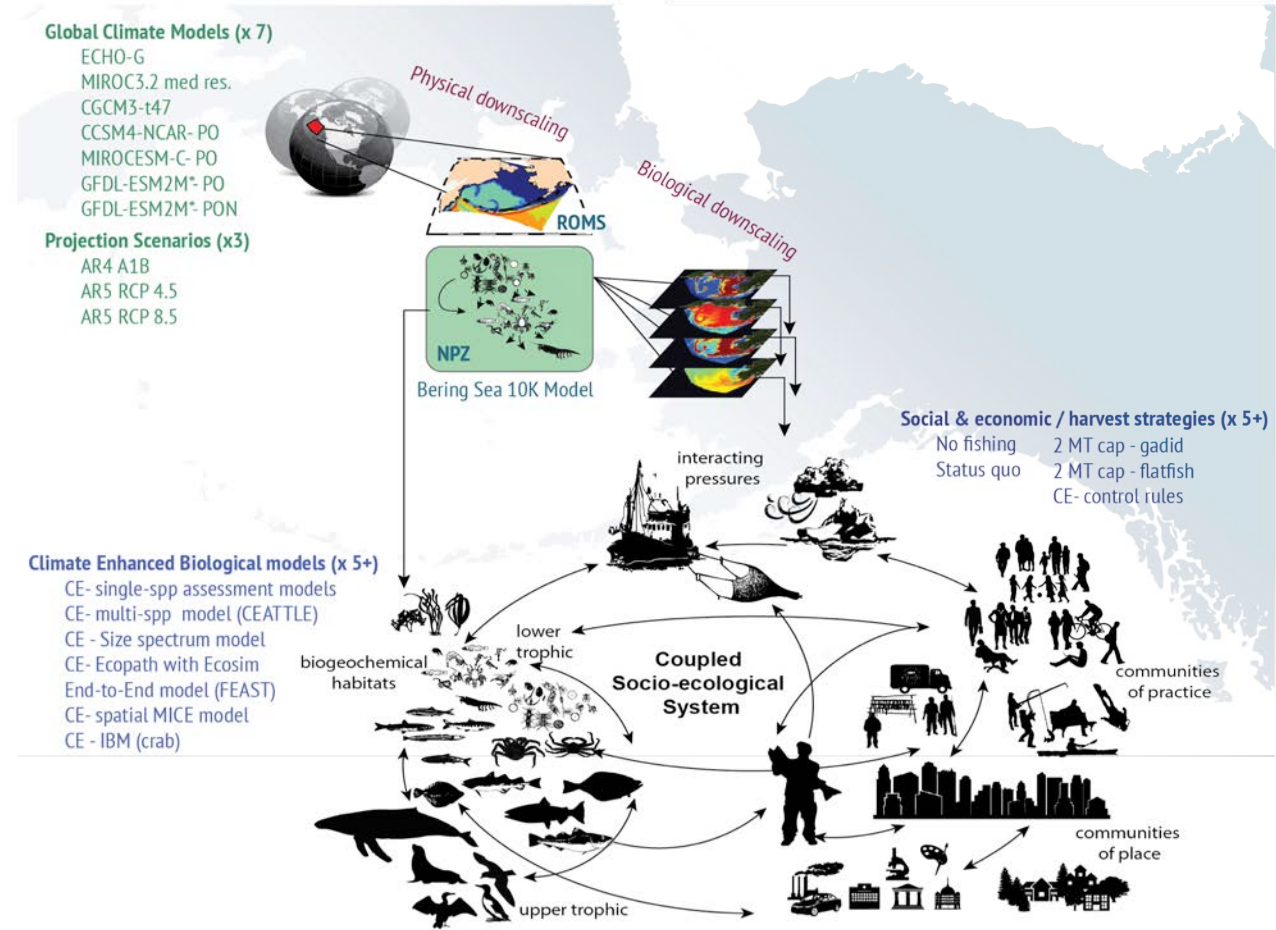 Global Climate Models (x 7)
ECHO-G
MIROC3.2 med res.
CGCM3-t47
CCSM4-NCAR- PO
MIROCESM-C- PO
GFDL-ESM2M*- PO
GFDL-ESM2M*- PON
Projection Scenarios (x3)
AR4 A1B
AR5 RCP 4.5
AR5 RCP 8.5
Physical downscaling
ROMS
Biological downscaling
NPZ
Bering Sea 10K Model
Social & economic / harvest strategies (x 5+)
No fishing
Status quo
2 MT cap - gadid
2 MT cap - flatfish
CE- control rules
interacting
pressures
Climate Enhanced Biological models (x 5+)
CE- single-spp assessment models
CE- multi-spp model (CEATTLE)
CE - Size spectrum model
CE- Ecopath with Ecosim
End-to-End model (FEAST)
CE- spatial MICE model
CE - IBM (crab)
lower
trophic
biogeochemical
habitats
Coupled
Socio-ecological
System
communities
of practice
communities
of place
upper trophic